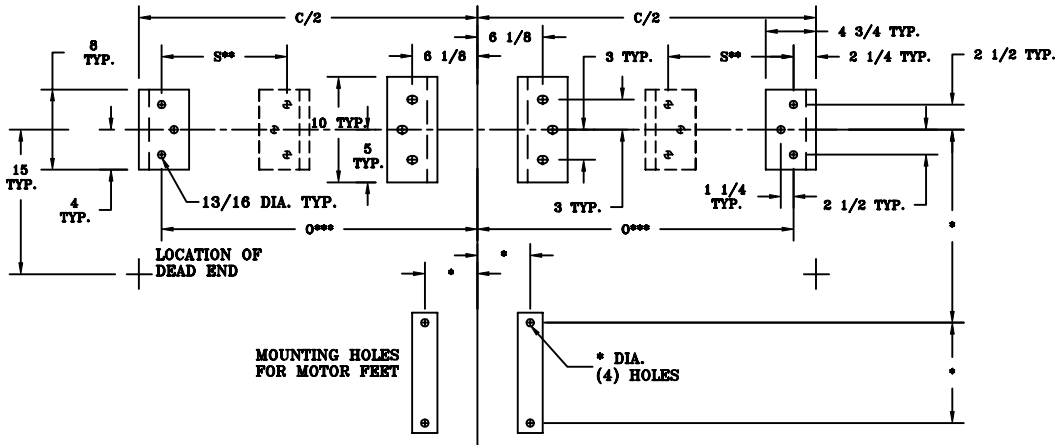 C/2
C/2
6 1/8
4 3/4 TYP.
8
TYP.
S**
6 1/8
3 TYP.
S**
2 1/4 TYP.
2 1/2 TYP.
10 TYP.
15
TYP.
5
TYP.
4
TYP.
13/16 DIA. TYP.
3 TYP.
1 1/4
TYP.
2 1/2 TYP.
O***
O***
*
LOCATION OF
DEAD END
*
*
MOUNTING HOLES
FOR MOTOR FEET
* DIA.
(4) HOLES
*